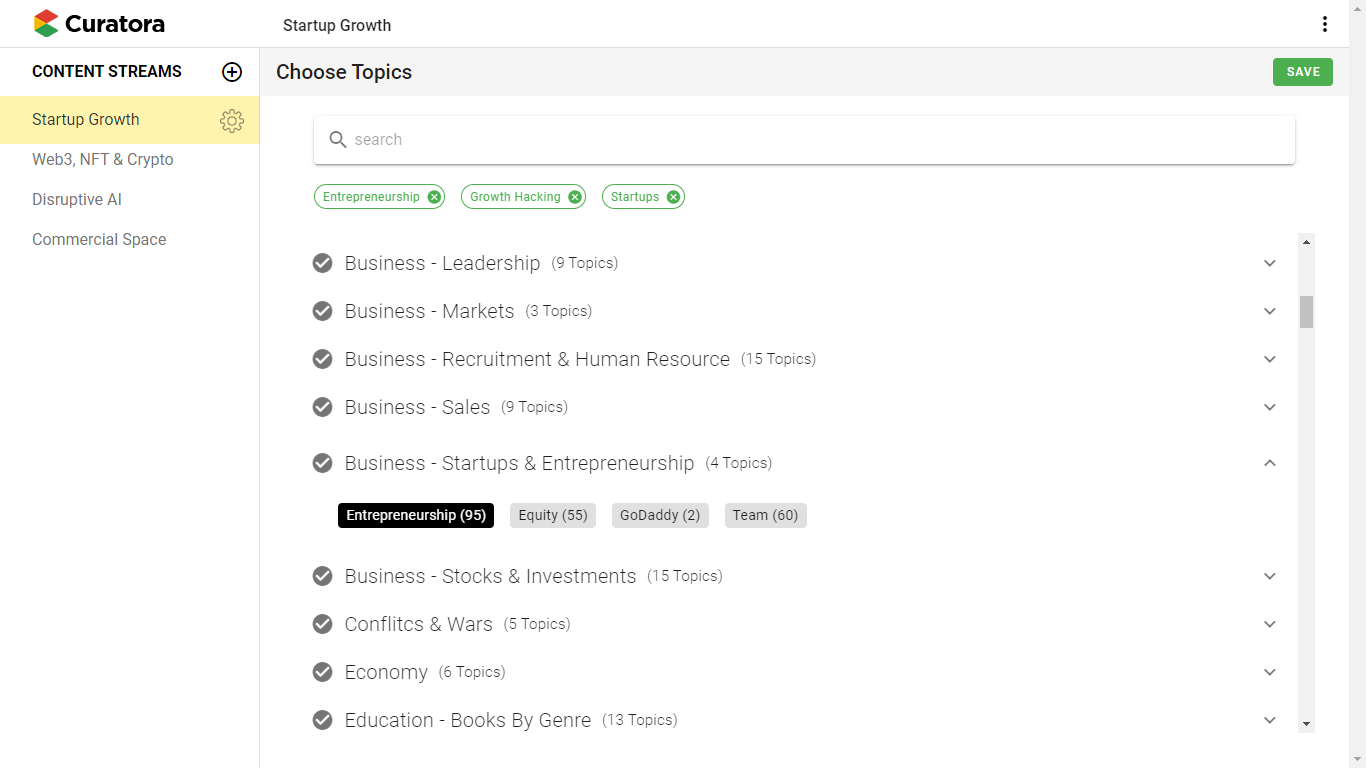 Curatora
Startup Growth
CONTENT STREAMS
Choose Topics
SAVE
Startup Growth
Web3, NFT & Crypto
Disruptive AI
Commercial Space
search
Entrepreneurship
Growth Hacking
Startups
Business - Leadership (9 Topics)
Business - Markets (3 Topics)
Business - Recruitment & Human Resource (15 Topics)
Business - Sales (9 Topics)
Business - Startups & Entrepreneurship (4 Topics)
Entrepreneurship (95) Equity (55) GoDaddy (2) Team (60)
Business - Stocks & Investments (15 Topics)
Conflitcs & Wars (5 Topics)
Economy (6 Topics)
Education - Books By Genre (13 Topics)